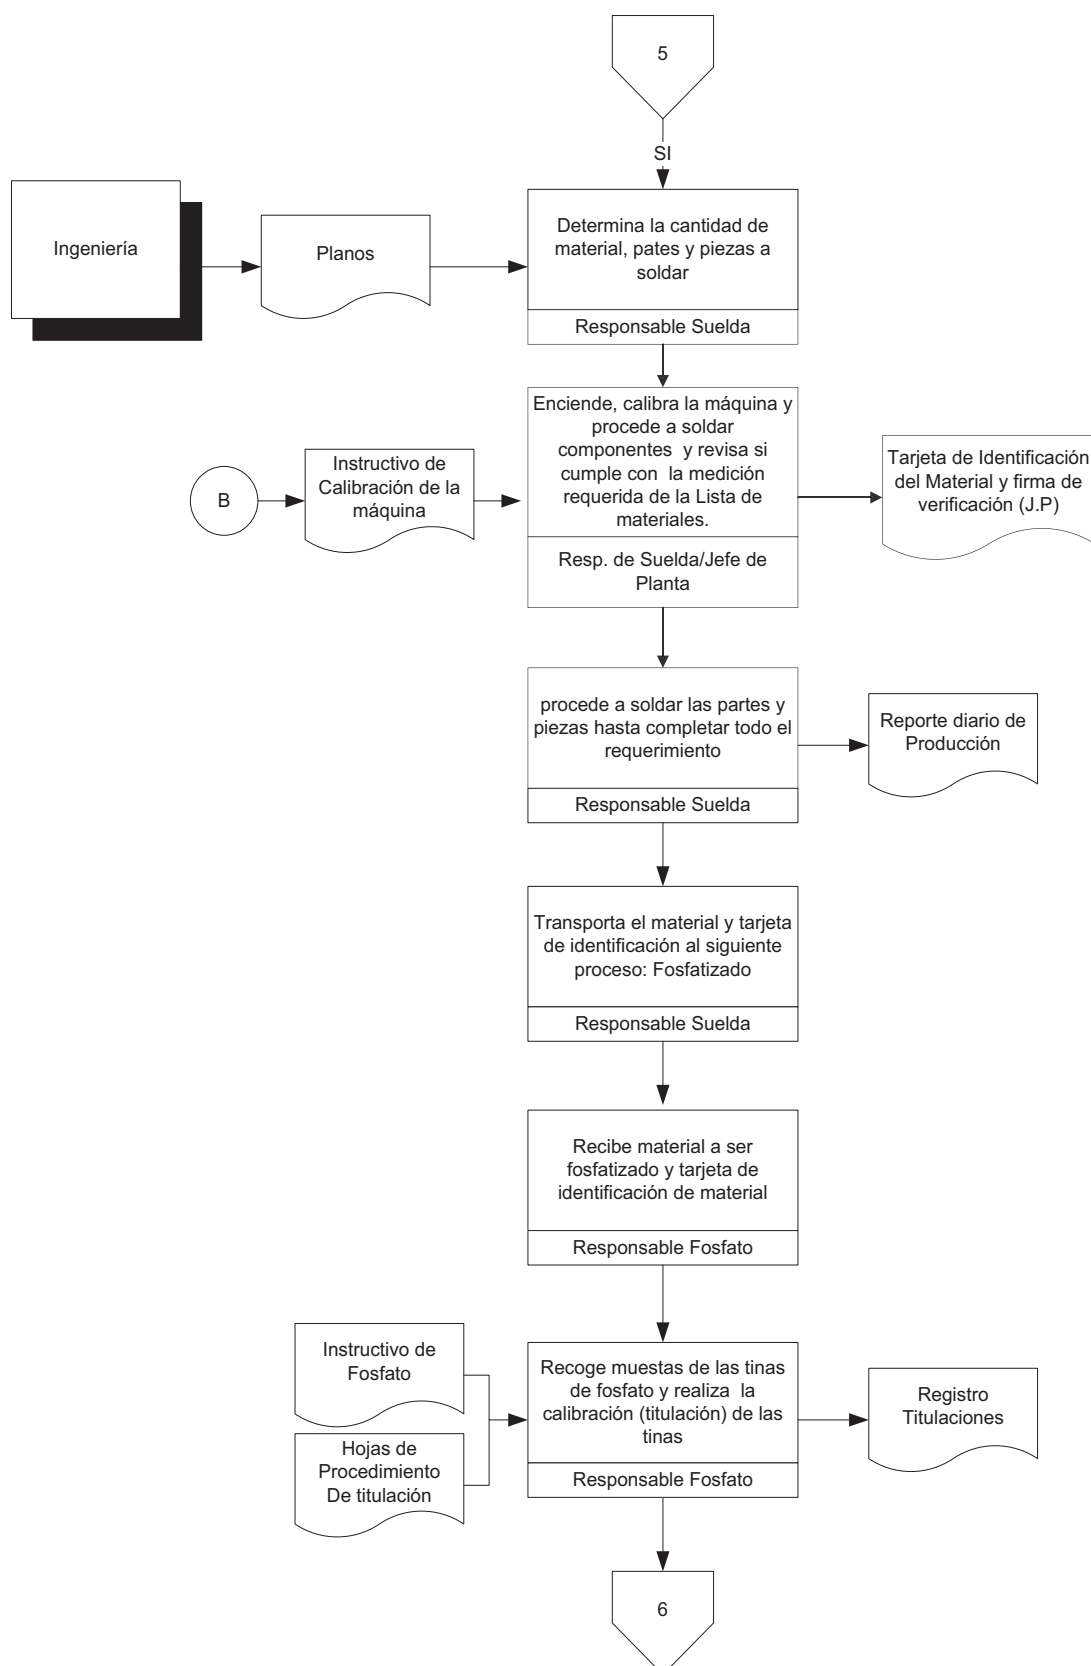 5
SI
Ingeniería
Planos
Determina la cantidad de
material, pates y piezas a
soldar
Responsable Suelda
B
Instructivo de
Calibración de la
máquina
Enciende, calibra la máquina y
procede a soldar
componentes y revisa si
cumple con la medición
requerida de la Lista de
materiales.
Resp. de Suelda/Jefe de
Planta
Tarjeta de Identificación
del Material y firma de
verificación (J.P)
procede a soldar las partes y
piezas hasta completar todo el
requerimiento
Responsable Suelda
Reporte diario de
Producción
Transporta el material y tarjeta
de identificación al siguiente
proceso: Fosfatizado
Responsable Suelda
Recibe material a ser
fosfatizado y tarjeta de
identificación de material
Responsable Fosfato
Instructivo de
Fosfato
Hojas de
Procedimiento
De titulación
Recoge muestas de las tinas
de fosfato y realiza la
calibración (titulación) de las
tinas
Responsable Fosfato
Registro
Titulaciones
6